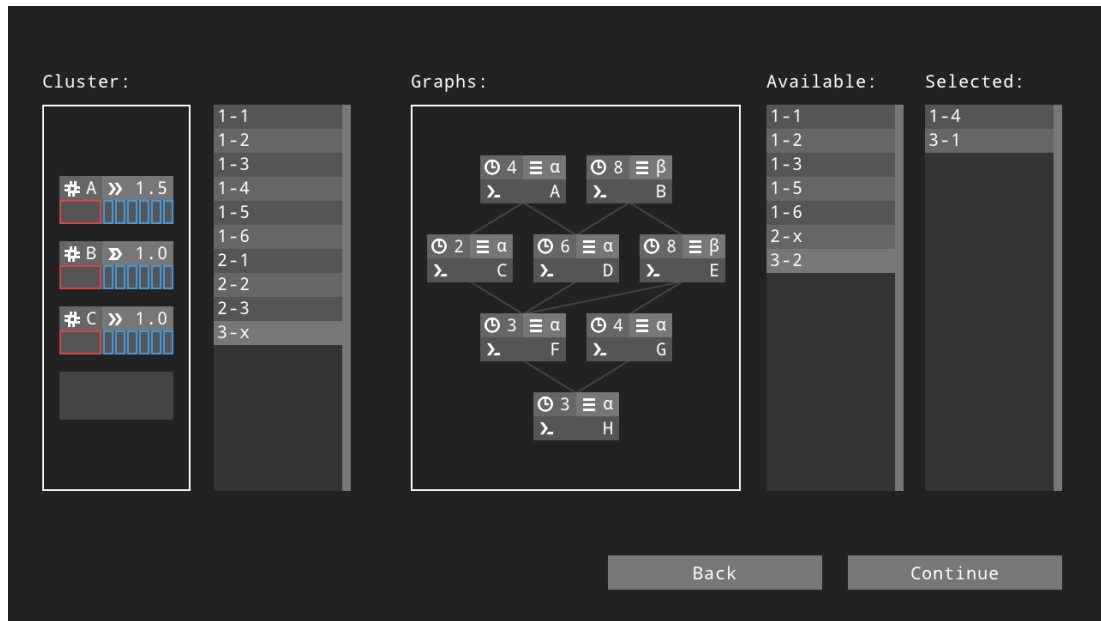 Cluster:
Graphs:
Available:
Selected:
# A » 1.5
# B 1.0
# C » 1.0
1-1
1-2
1-3
1-4
1-5
1-6
2-1
2-2
2-3
3-x
4 ☰ α 8 ☰ β
>_ A >_ B
2 ☰ α 6 ☰ α 8 ☰ β
>_ C >_ D >_ E
3 ☰ α 4 ☰ α
>_ F >_ G
3 ☰ α
>_ H
1-1
1-2
1-3
1-5
1-6
2-x
3-2
1-4
3-1
Back
Continue